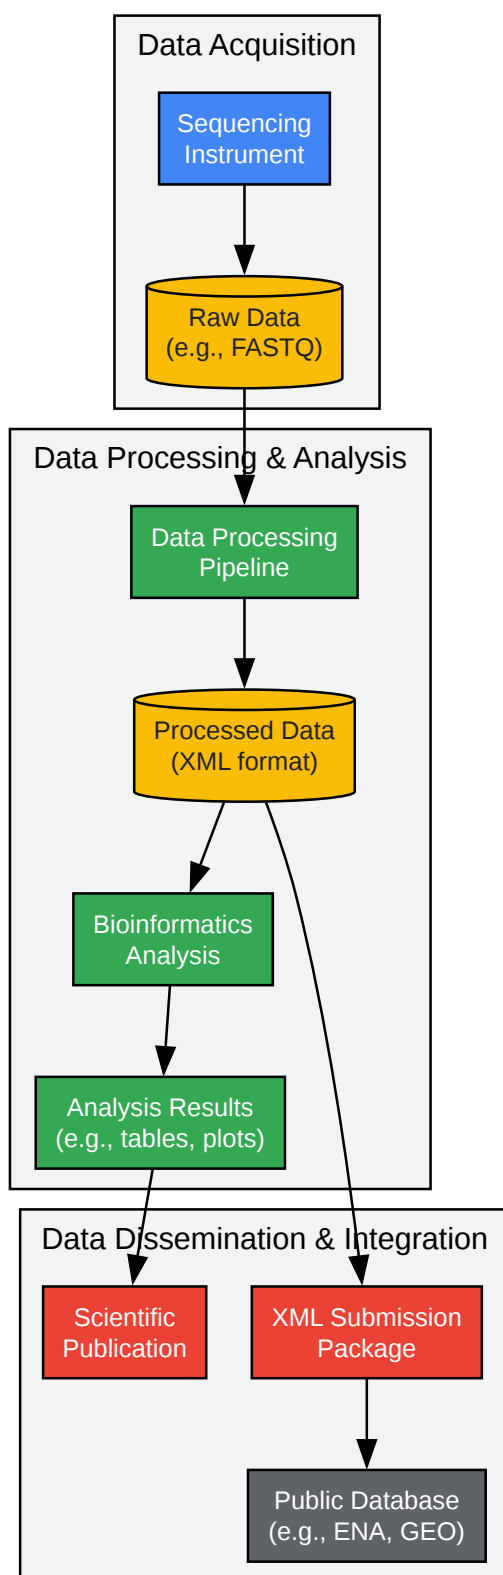 Data Acquisition
Sequencing
Instrument
Raw Data
(e.g., FASTQ)
Data Processing & Analysis
Data Processing
Pipeline
Processed Data
(XML format)
Bioinformatics
Analysis
Analysis Results
(e.g., tables, plots)
Data Dissemination & Integration
Scientific
Publication
XML Submission
Package
Public Database
(e.g., ENA, GEO)